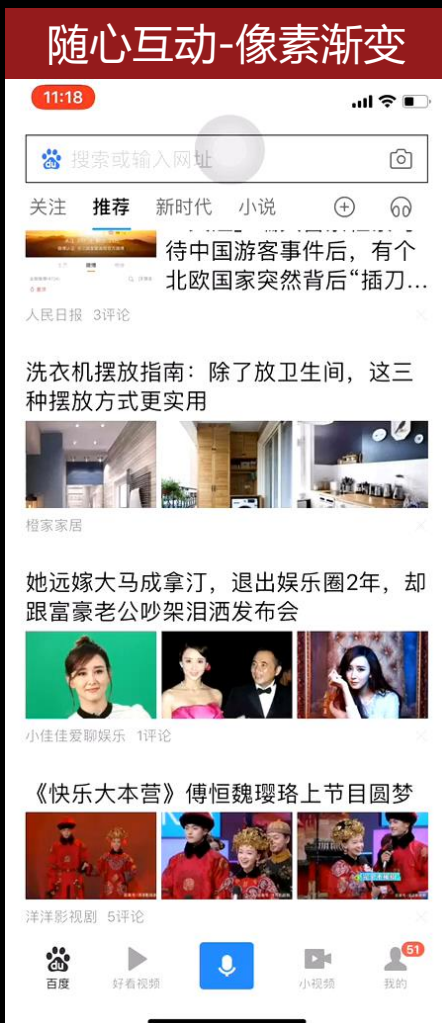 随心互动-像素渐变
11:18
du 搜索或输入网址
关注 推荐 新时代 小说
待中国游客事件后，有个
北欧国家突然背后“插刀...
人民日报 3评论
洗衣机摆放指南：除了放卫生间，这三
种摆放方式更实用
橙家家居
她远嫁大马成拿汀，退出娱乐圈2年，却
跟富豪老公吵架泪洒发布会
小佳佳爱聊娱乐 1评论
《快乐大本营》傅恒魏璎珞上节目圆梦
洋洋影视剧 5评论
du
51
百度 好看视频 小视频 我的